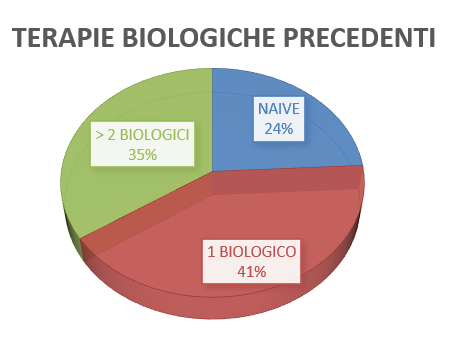 TERAPIE BIOLOGICHE PRECEDENTI
NAIVE
24%
> 2 BIOLOGICI
35%
1 BIOLOGICO
41%